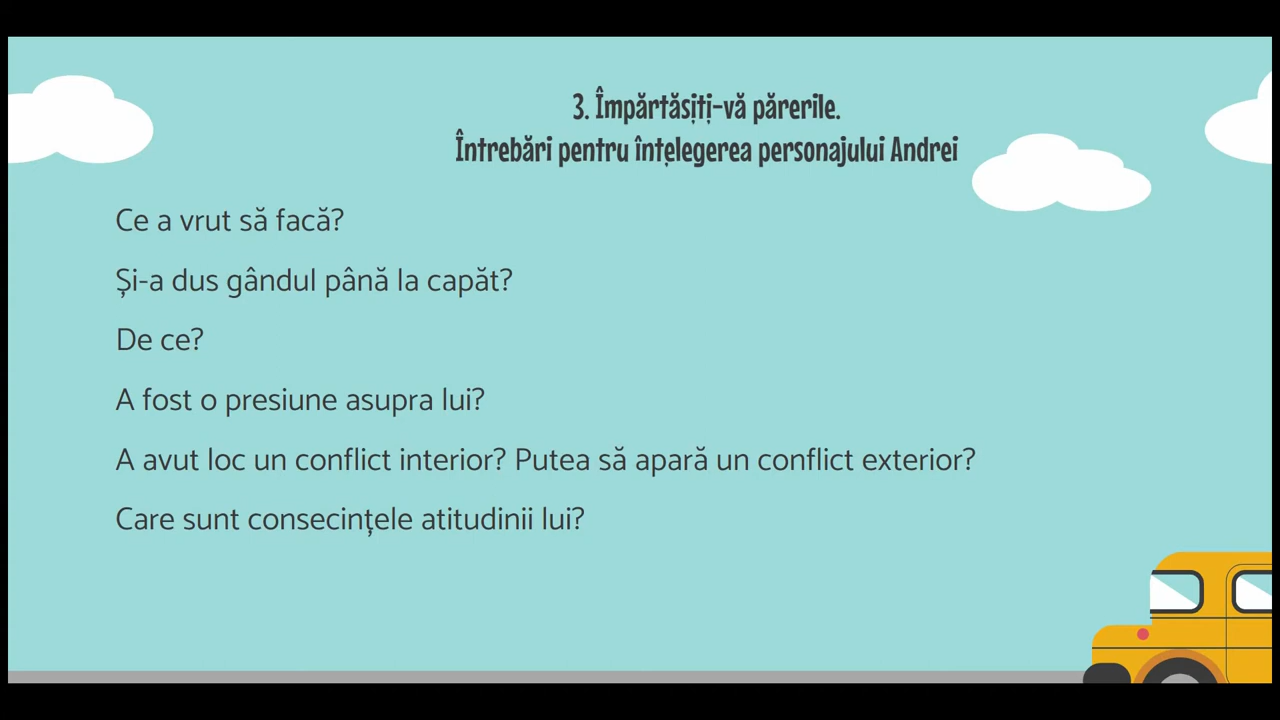 3. Împărtăsiți-vă părerile.
Întrebări pentru înțelegerea personajului Andrei
Ce a vrut să facă?
Și-a dus gândul până la capăt?
De ce?
A fost o presiune asupra lui?
A avut loc un conflict interior? Putea să apară un conflict exterior?
Care sunt consecințele atitudinii lui?